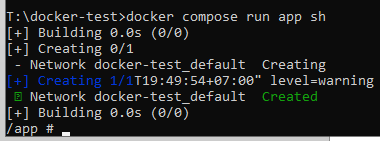 T:\docker-test>docker compose run app sh
[+] Building 0.0s (0/0)
[+] Creating 0/1
- Network docker-test_default  Created
[+] Creating 1/1T19:49:54+07:00" level=warning
Network docker-test_default  Created
[+] Building 0.0s (0/0)
/app # _